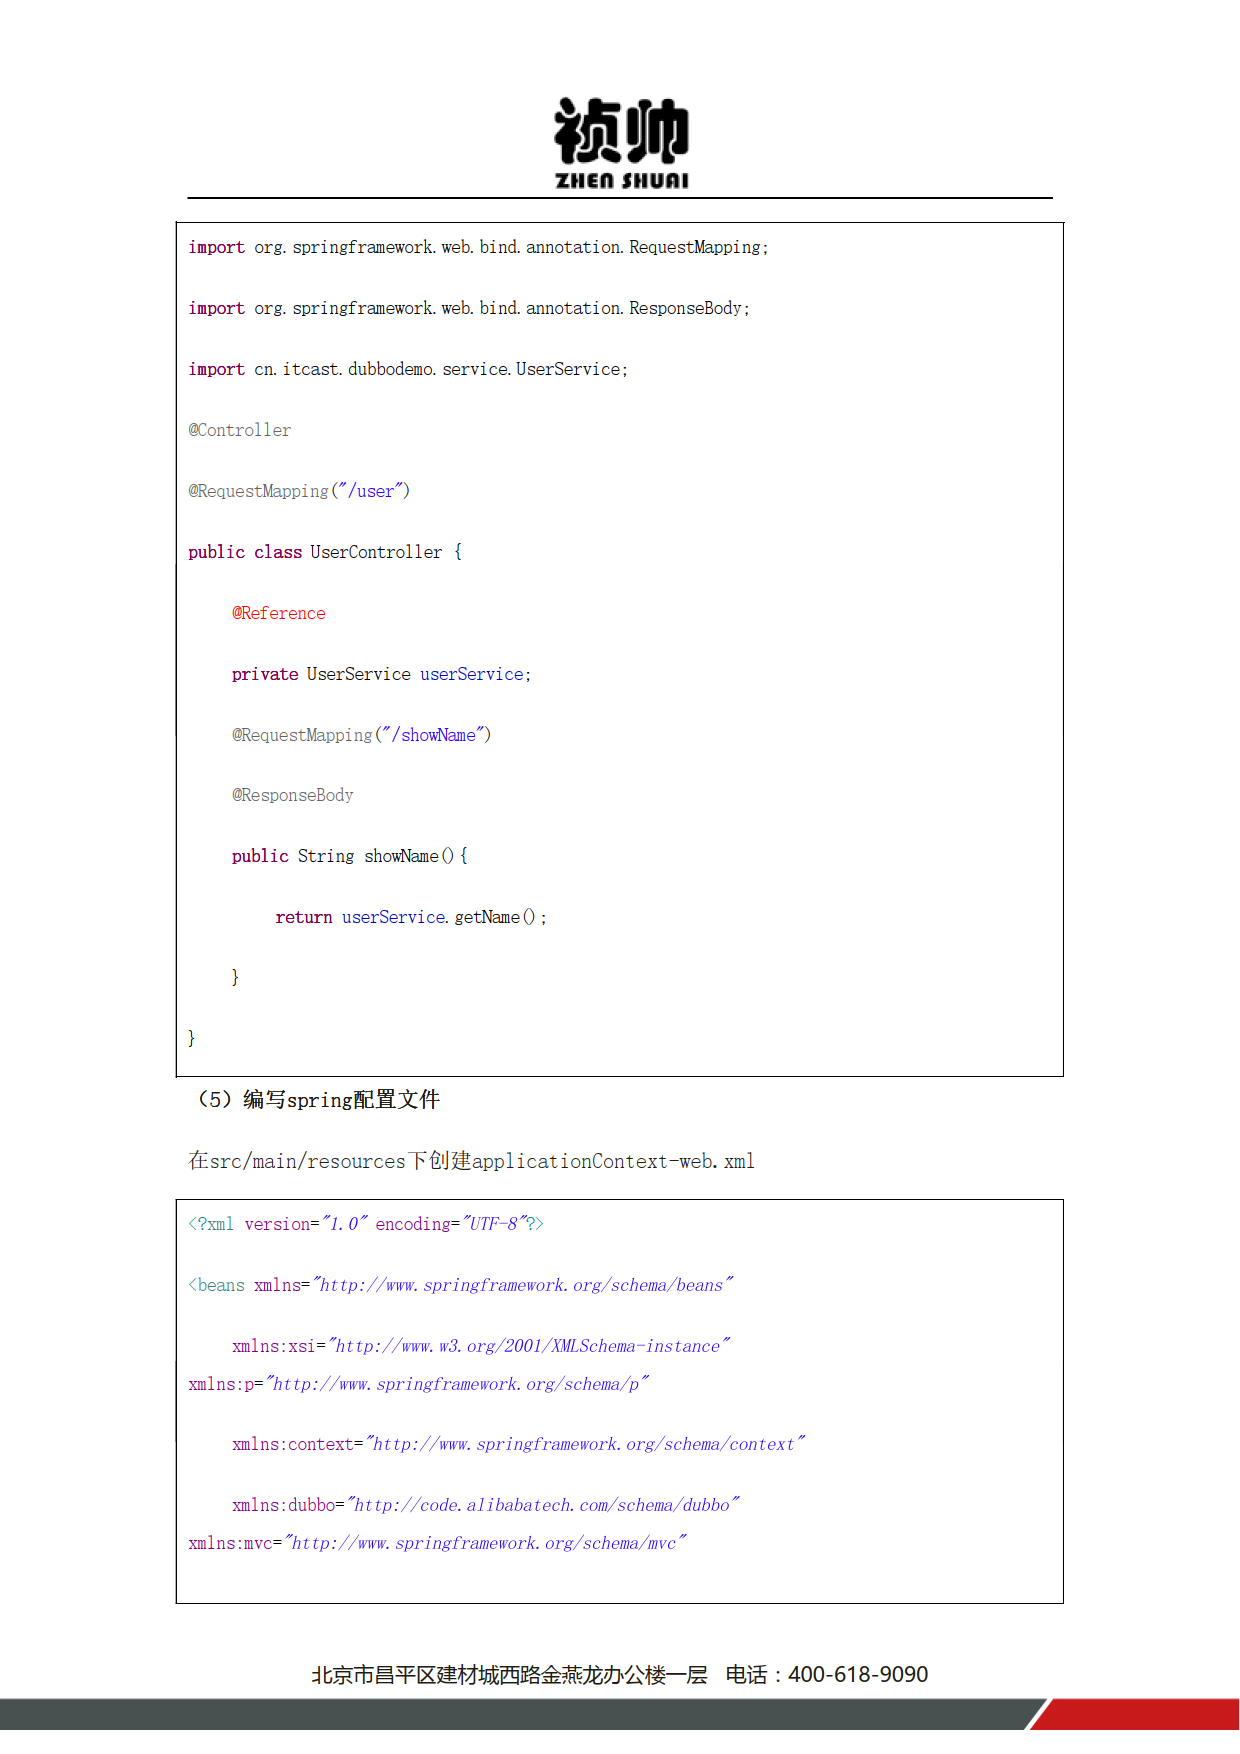 祯帅
ZHEN SHUAI
import org.springframework.web.bind.annotation.RequestMapping;
import org.springframework.web.bind.annotation.ResponseBody;
import cn.itcast.dubbodemo.service.UserService;
@Controller
@RequestMapping("/user")
public class UserController {
@Reference
private UserService userService;
@RequestMapping("/showName")
@ResponseBody
public String showName(){
return userService.getName();
}
}
（5）编写spring配置文件
在src/main/resources下创建applicationContext-web.xml
<?xml version="1.0" encoding="UTF-8"?>
<beans xmlns="http://www.springframework.org/schema/beans"
xmlns:xsi="http://www.w3.org/2001/XMLSchema-instance"
xmlns:p="http://www.springframework.org/schema/p"
xmlns:context="http://www.springframework.org/schema/context"
xmlns:dubbo="http://code.alibabatech.com/schema/dubbo"
xmlns:mvc="http://www.springframework.org/schema/mvc"
北京市昌平区建材城西路金燕龙办公楼一层 电话：400-618-9090